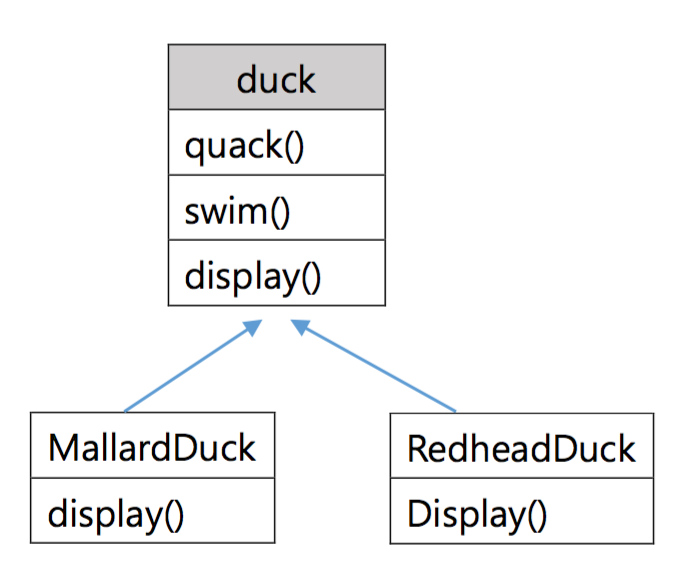 duck
quack()
swim()
display()
MallardDuck
display()
RedheadDuck
Display()